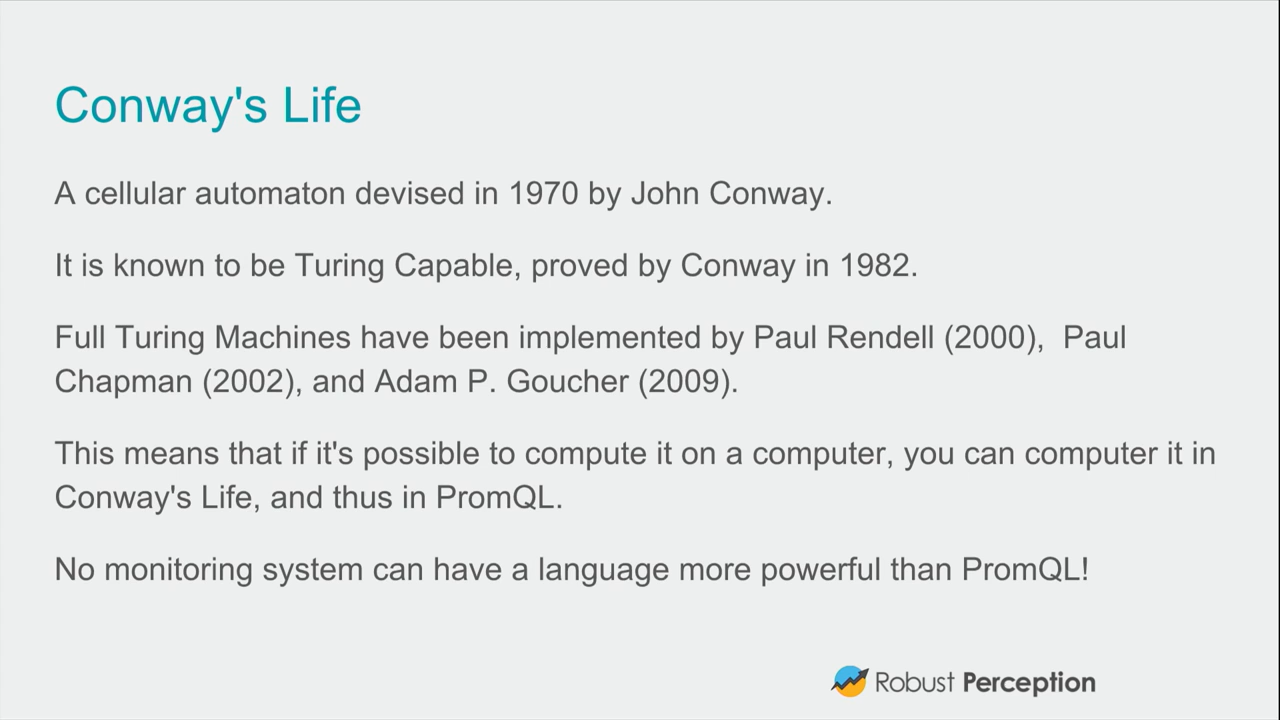 Conway's Life
A cellular automaton devised in 1970 by John Conway.
It is known to be Turing Capable, proved by Conway in 1982.
Full Turing Machines have been implemented by Paul Rendell (2000),  Paul
Chapman (2002), and Adam P. Goucher (2009).
This means that if it's possible to compute it on a computer, you can computer it in
Conway's Life, and thus in PromQL.
No monitoring system can have a language more powerful than PromQL!
Robust Perception